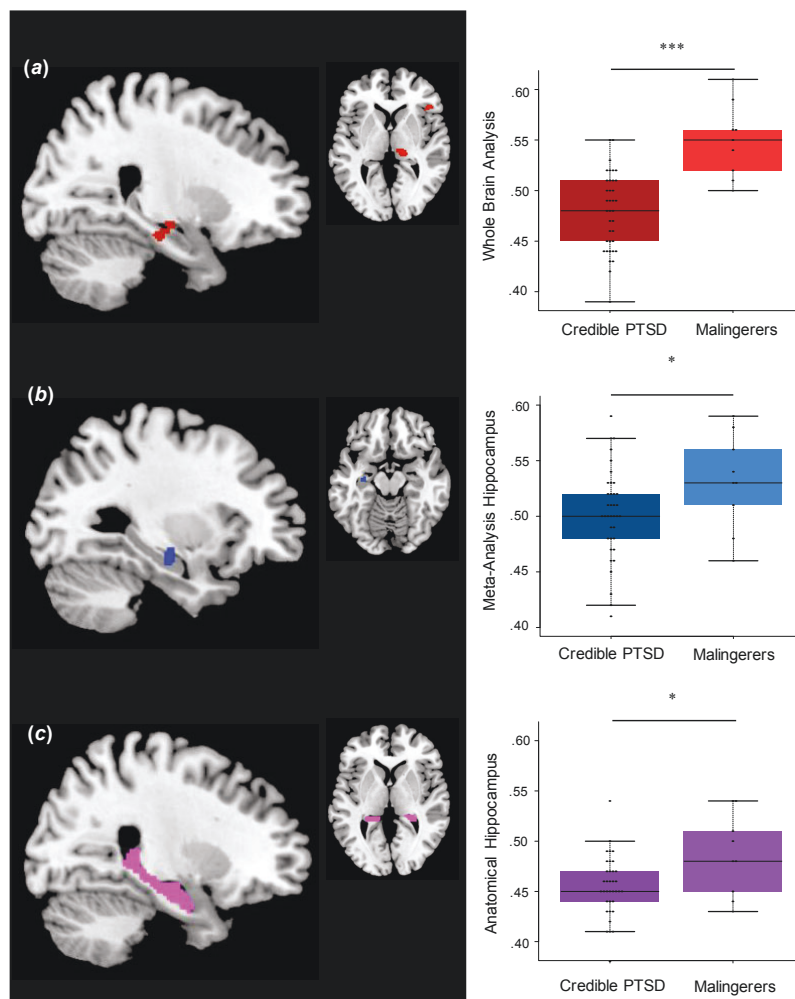 (a)
***
Whole Brain Analysis
.60
.55
.50
.45
.40
Credible PTSD
Malingerers
(b)
*
Meta-Analysis Hippocampus
.60
.55
.50
.45
.40
Credible PTSD
Malingerers
(c)
*
Anatomical Hippocampus
.60
.55
.50
.45
.40
Credible PTSD
Malingerers